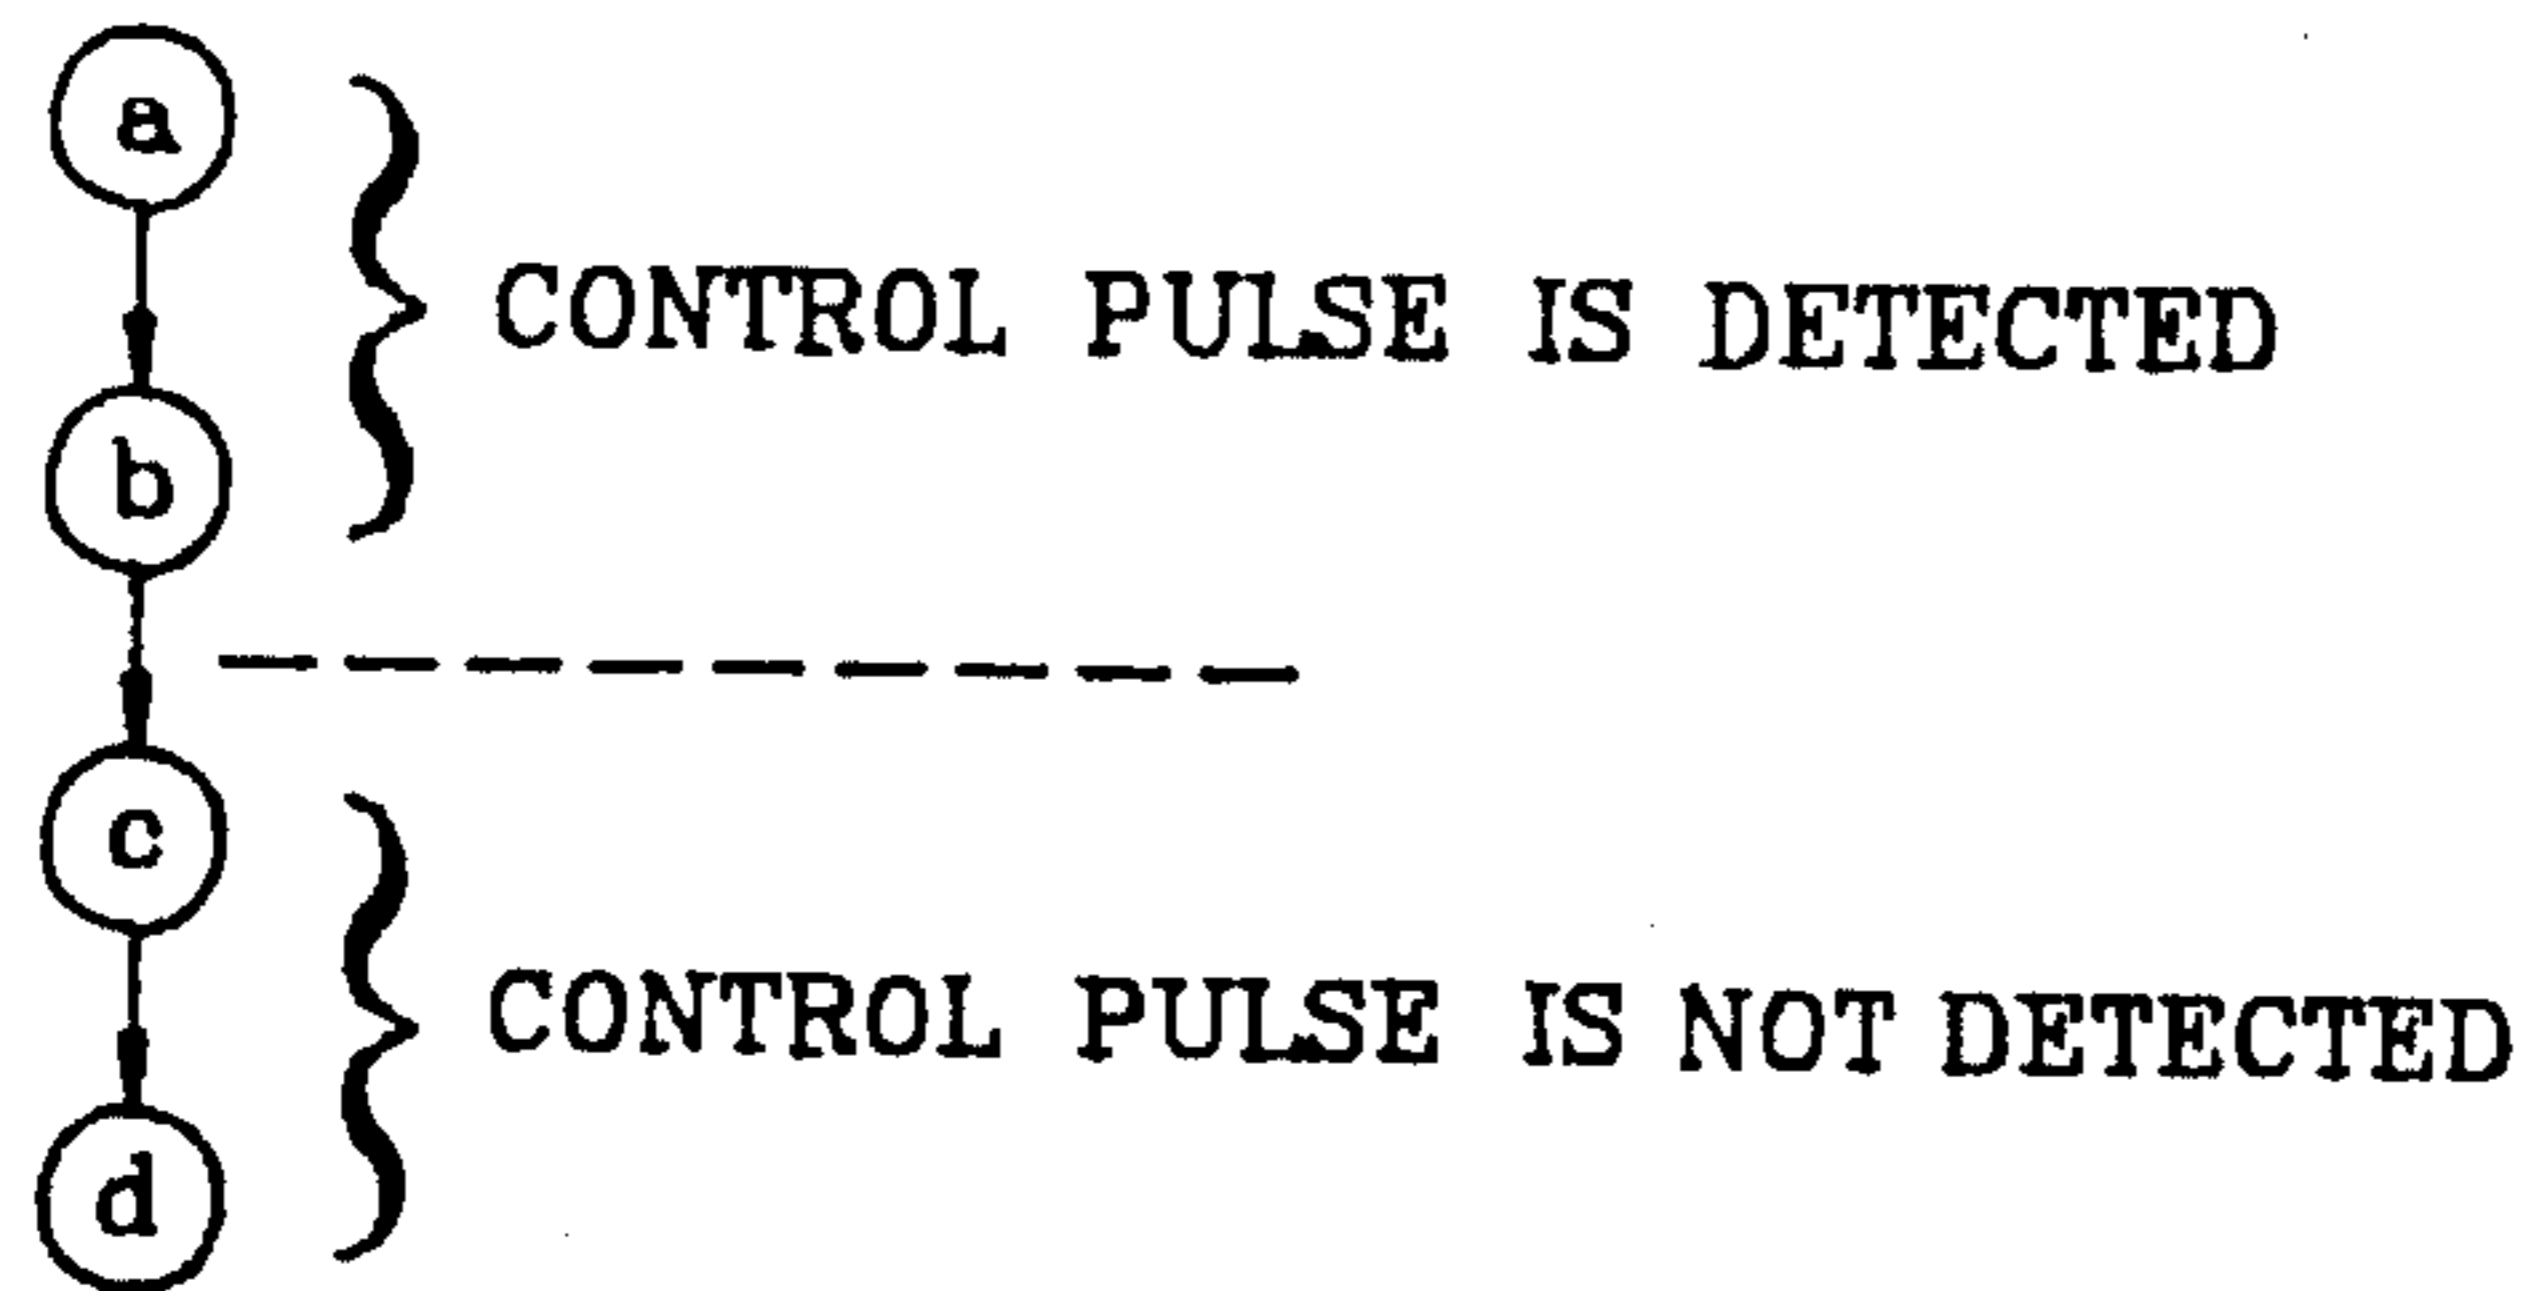 a
CONTROL PULSE IS DETECTED
b
c
CONTROL PULSE IS NOT DETECTED
d